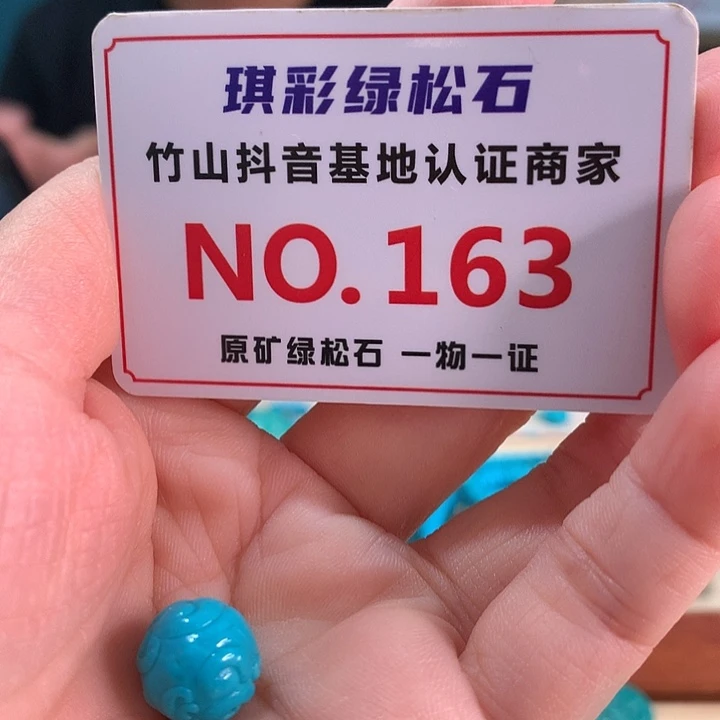 琪彩绿松石
竹山抖音基地认证商家
NO.163
原矿绿松石 一物一证